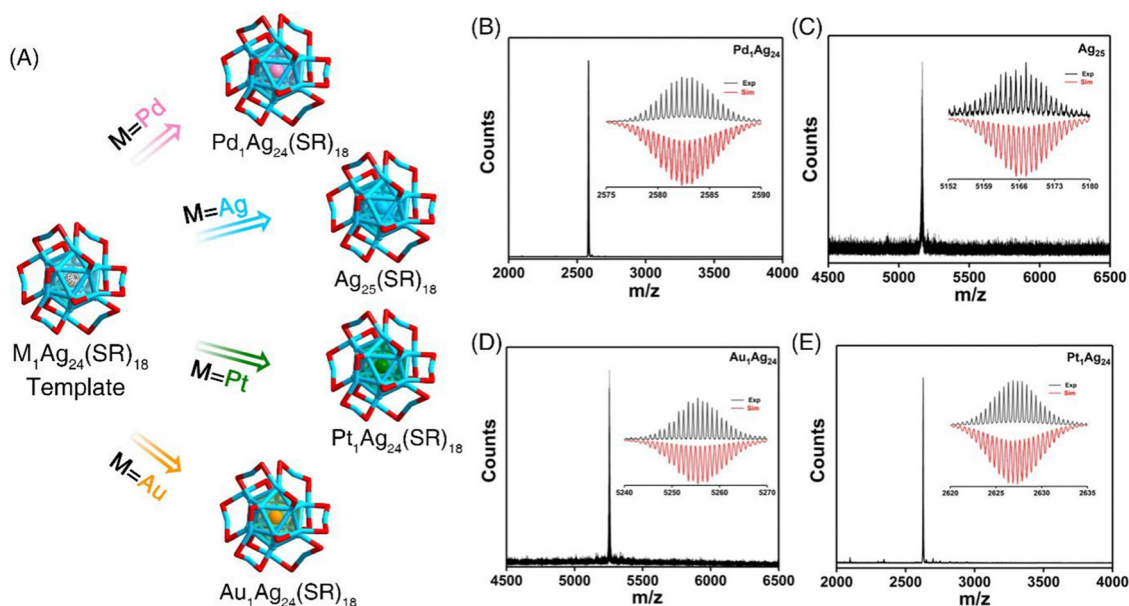 (A)
M=Pd
Pd₁Ag₂₄(SR)₁₈
M=Ag
Ag₂₅(SR)₁₈
M₁Ag₂₄(SR)₁₈
Template
M=Pt
Pt₁Ag₂₄(SR)₁₈
M=Au
Au₁Ag₂₄(SR)₁₈
(B)
Pd₁Ag₂₄
Exp
Sim
2575 2580 2585 2590
Counts
2000 2500 3000 3500 4000
m/z
(C)
Ag₂₅
Exp
Sim
5152 5159 5166 5173 5180
Counts
4500 5000 5500 6000 6500
m/z
(D)
Au₁Ag₂₄
Exp
Sim
5240 5250 5260 5270
Counts
4500 5000 5500 6000 6500
m/z
(E)
Pt₁Ag₂₄
Exp
Sim
2620 2625 2630 2635
Counts
2000 2500 3000 3500 4000
m/z